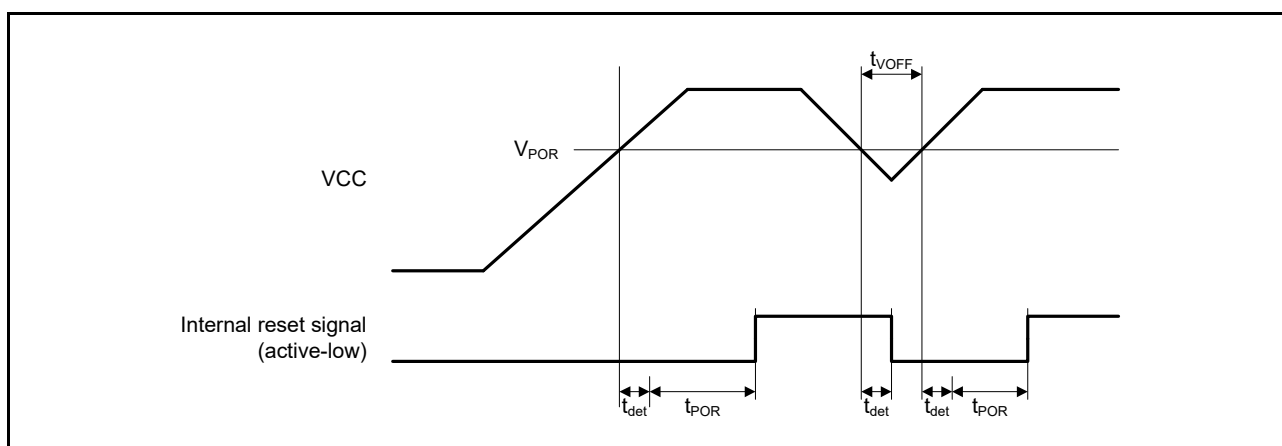 tVOFF
VPOR
VCC
Internal reset signal
(active-low)
tdet
tPOR
tdet
tdet
tPOR